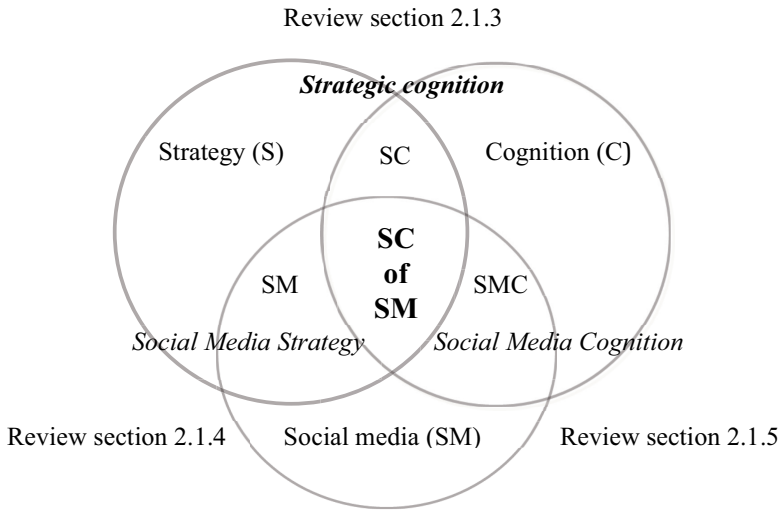 Review section 2.1.3
Strategic cognition
Strategy (S)
SC
Cognition (C)
SC
of
SM
SM
SMC
Social Media Strategy
Social Media Cognition
Review section 2.1.4
Social media (SM)
Review section 2.1.5